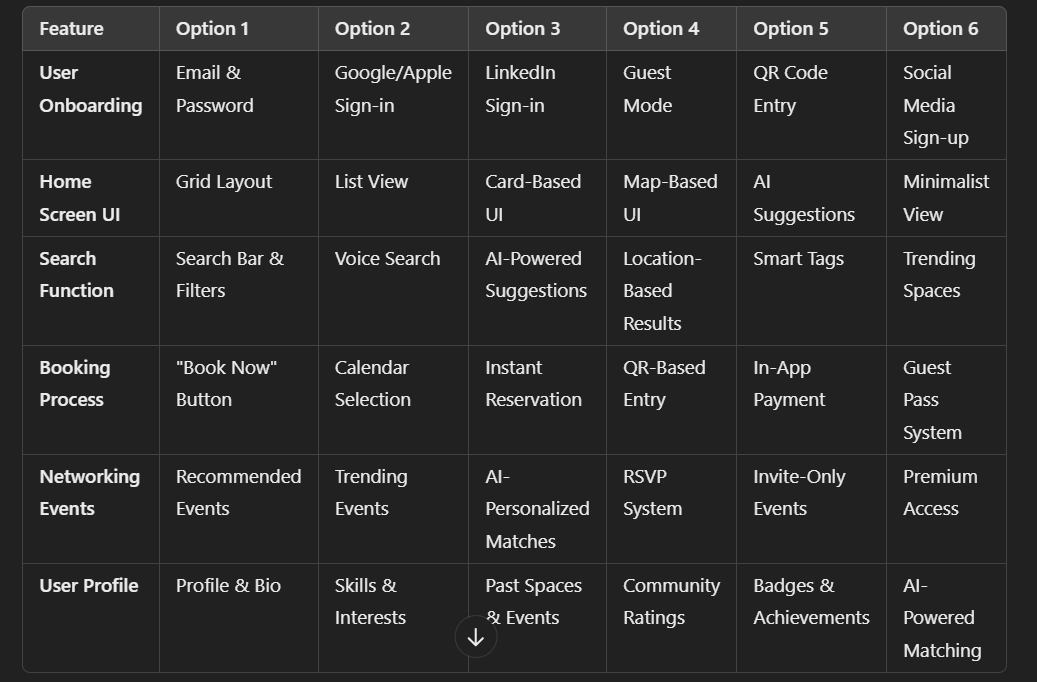 Feature Option 1 Option 2 Option 3 Option 4 Option 5 Option 6
User Onboarding
Email & Password
Google/Apple Sign-in
LinkedIn Sign-in
Guest Mode
QR Code Entry
Social Media Sign-up
Home Screen UI
Grid Layout
List View
Card-Based UI
Map-Based UI
AI Suggestions
Minimalist View
Search Function
Search Bar & Filters
Voice Search
AI-Powered Suggestions
Location-Based Results
Smart Tags
Trending Spaces
Booking Process
"Book Now" Button
Calendar Selection
Instant Reservation
QR-Based Entry
In-App Payment
Guest Pass System
Networking Events
Recommended Events
Trending Events
AI-Personalized Matches
RSVP System
Invite-Only Events
Premium Access
User Profile
Profile & Bio
Skills & Interests
Past Spaces & Events
Community Ratings
Badges & Achievements
AI-Powered Matching